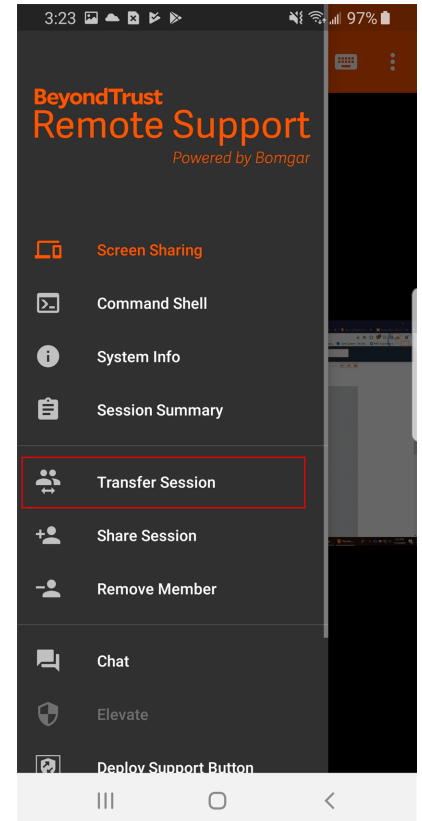 3:23
97%
BeyondTrust
Remote Support
Powered by Bomgar
Screen Sharing
Command Shell
System Info
Session Summary
Transfer Session
Share Session
Remove Member
Chat
Elevate
Deploy Support Button